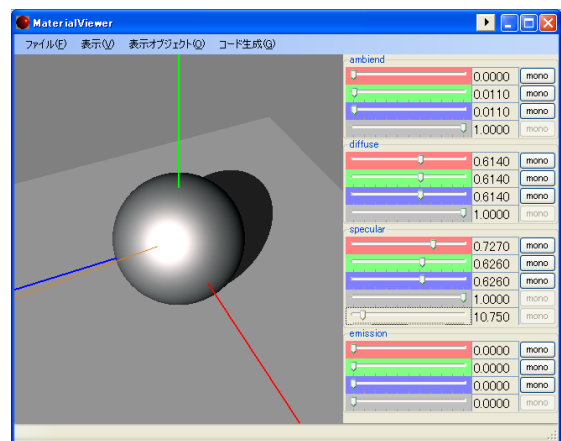 MaterialViewer
ファイル(F) 表示(V) 表示オブジェクト(O) コード生成(G)
ambiend
0.0000 mono
0.0110 mono
0.0110 mono
1.0000 mono
diffuse
0.6140 mono
0.6140 mono
0.6140 mono
1.0000 mono
specular
0.7270 mono
0.6260 mono
0.6260 mono
1.0000 mono
10.750 mono
emission
0.0000 mono
0.0000 mono
0.0000 mono
0.0000 mono